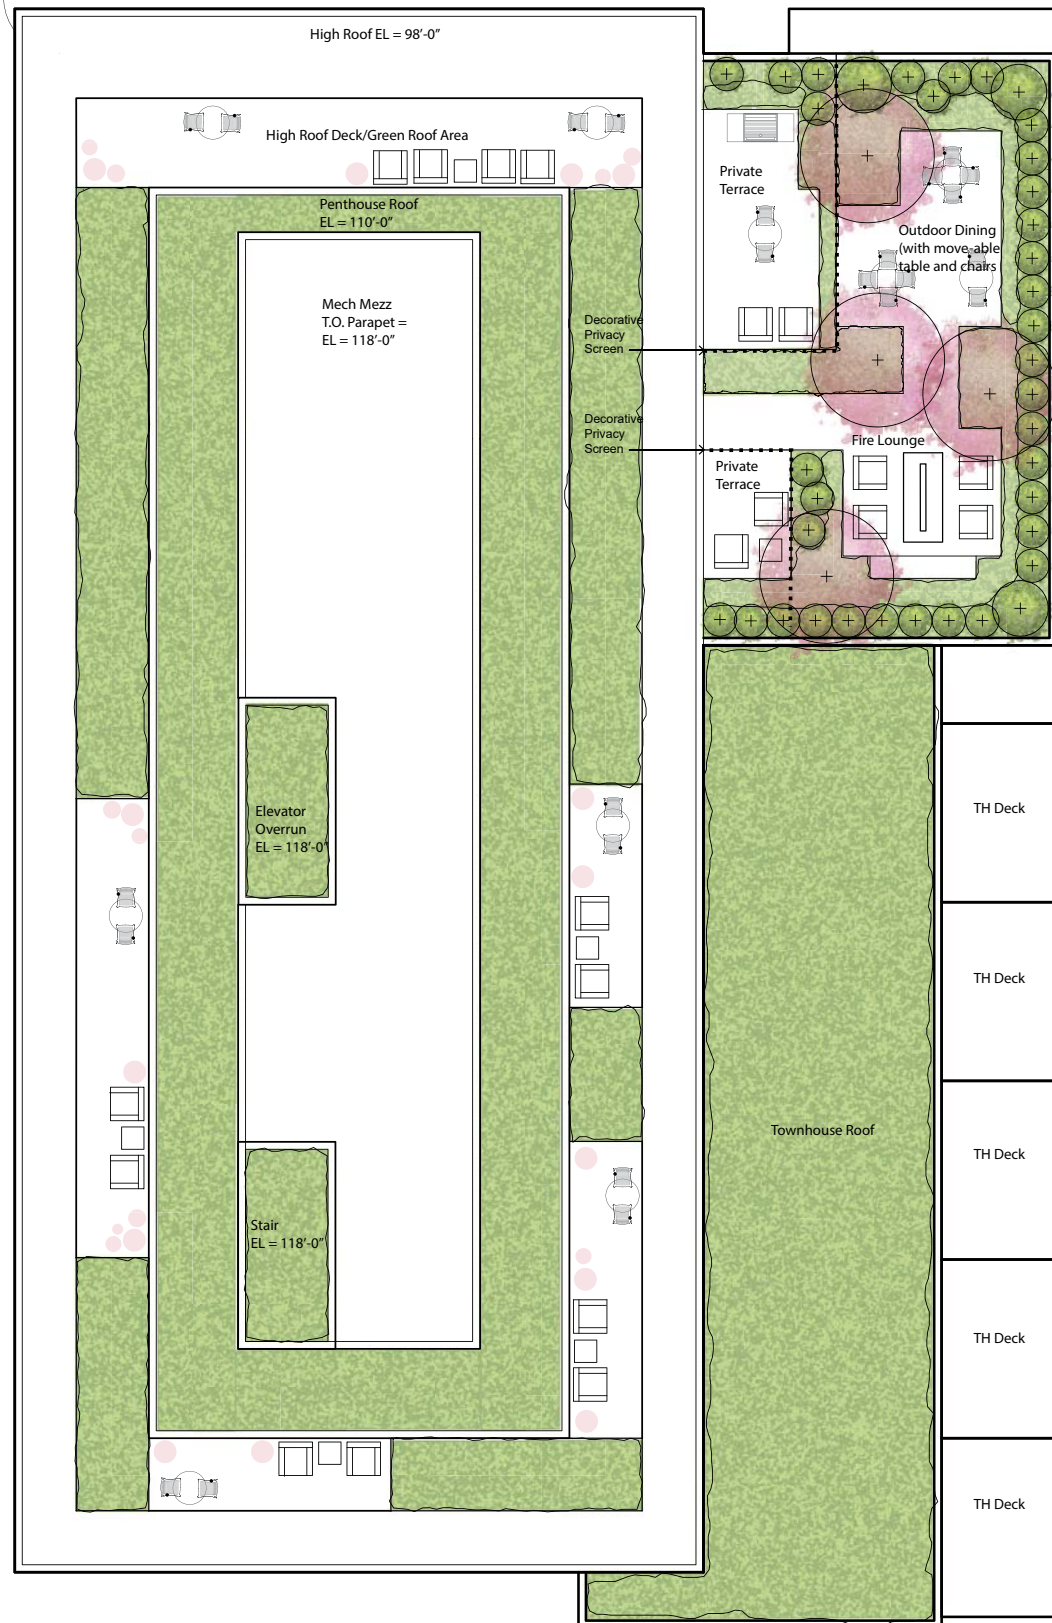 High Roof EL = 98'-0"
High Roof Deck/Green Roof Area
Penthouse Roof
EL = 110'-0"
Private
Terrace
Outdoor Dining
(with move-able
table and chairs
Mech Mezz
T.O. Parapet =
EL = 118'-0"
Decorative
Privacy
Screen
Decorative
Privacy
Screen
Fire Lounge
Private
Terrace
Elevator
Overrun
EL = 118'-0"
TH Deck
TH Deck
Townhouse Roof
TH Deck
Stair
EL = 118'-0"
TH Deck
TH Deck